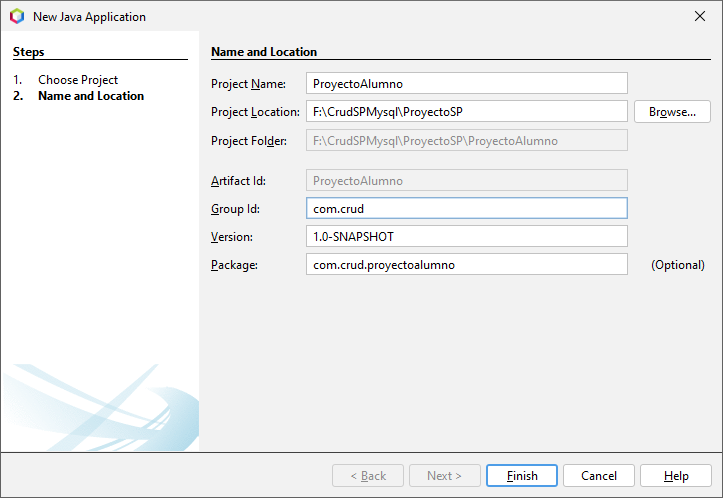 New Java Application
Steps
1. Choose Project
2. Name and Location
Name and Location
Project Name: ProyectoAlumno
Project Location: F:\CrudSPMysql\ProyectoSP Browse...
Project Folder: F:\CrudSPMysql\ProyectoSP\ProyectoAlumno
Artifact Id: ProyectoAlumno
Group Id: com.crud
Version: 1.0-SNAPSHOT
Package: com.crud.proyectoalumno (Optional)
< Back Next > Finish Cancel Help